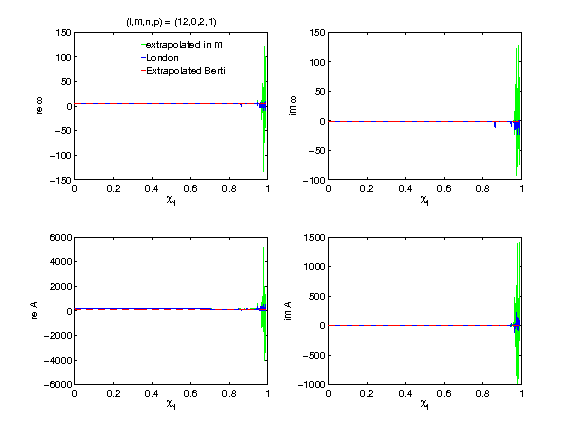 (l,m,n,p) = (12,0,2,1)
150
100
50
0
−50
−100
−150
0 0.2 0.4 0.6 0.8 1
re ω
χf
extrapolated in m
London
Extrapolated Berti
150
100
50
0
−50
−100
0 0.2 0.4 0.6 0.8 1
im ω
χf
6000
4000
2000
0
−2000
−4000
−6000
0 0.2 0.4 0.6 0.8 1
re A
χf
1500
1000
500
0
−500
−1000
0 0.2 0.4 0.6 0.8 1
im A
χf